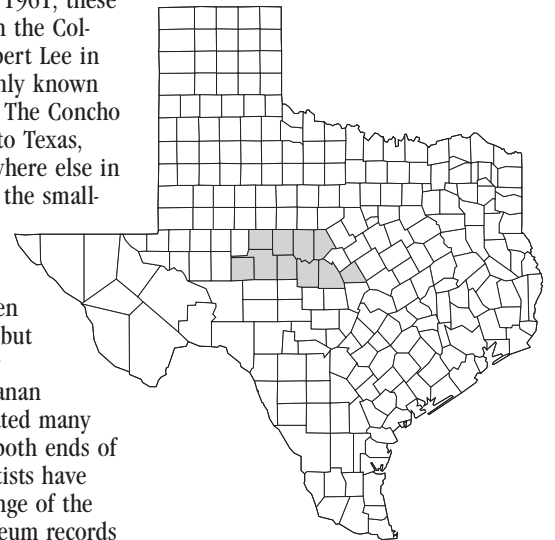 1961, these
n the Col-
bert Lee in
nly known
The Concho
to Texas,
where else in
the small-
en
but
anan
ted many
both ends of
tists have
nge of the
eum records